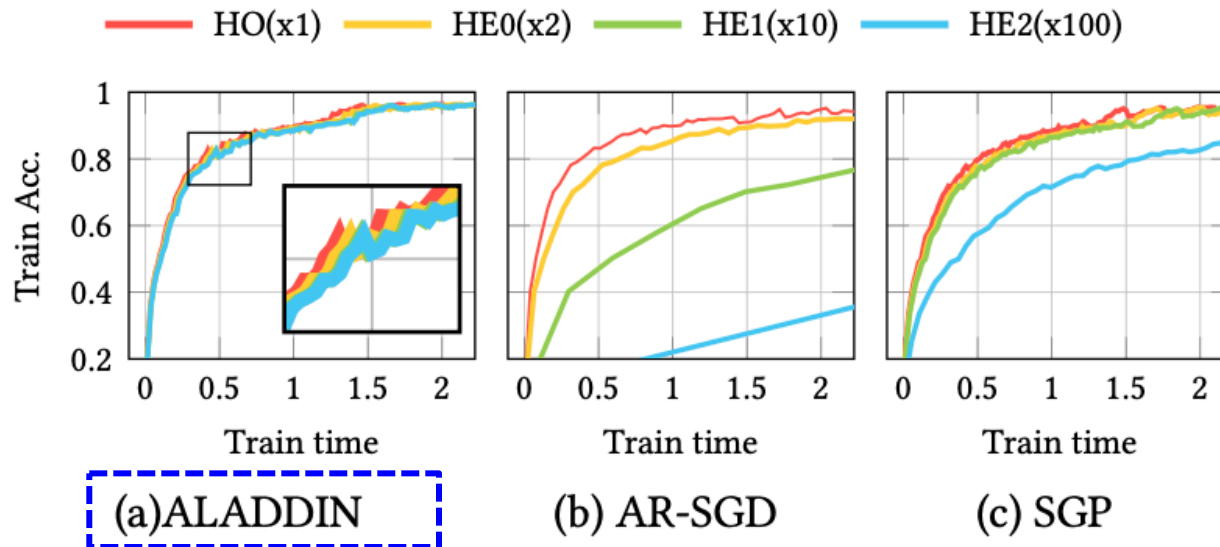 HO(x1) HE0(x2) HE1(x10) HE2(x100)
Train Acc.
1
0.8
0.6
0.4
0.2
0 0.5 1 1.5 2
0 0.5 1 1.5 2
0 0.5 1 1.5 2
Train time Train time Train time
(a)ALADDIN (b) AR-SGD (c) SGP